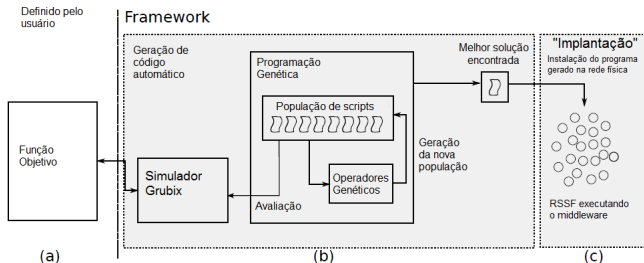 Definido pelo
usuário
Framework
Geração de
código
automático
Programação
Genética
Melhor solução
encontrada
"Implantação"
Instalação do programa
gerado na rede física
População de scripts
Função
Objetivo
Simulador
Grubix
Avaliação
Operadores
Genéticos
Geração
da nova
população
RSSF executando
o middleware
(a)
(b)
(c)